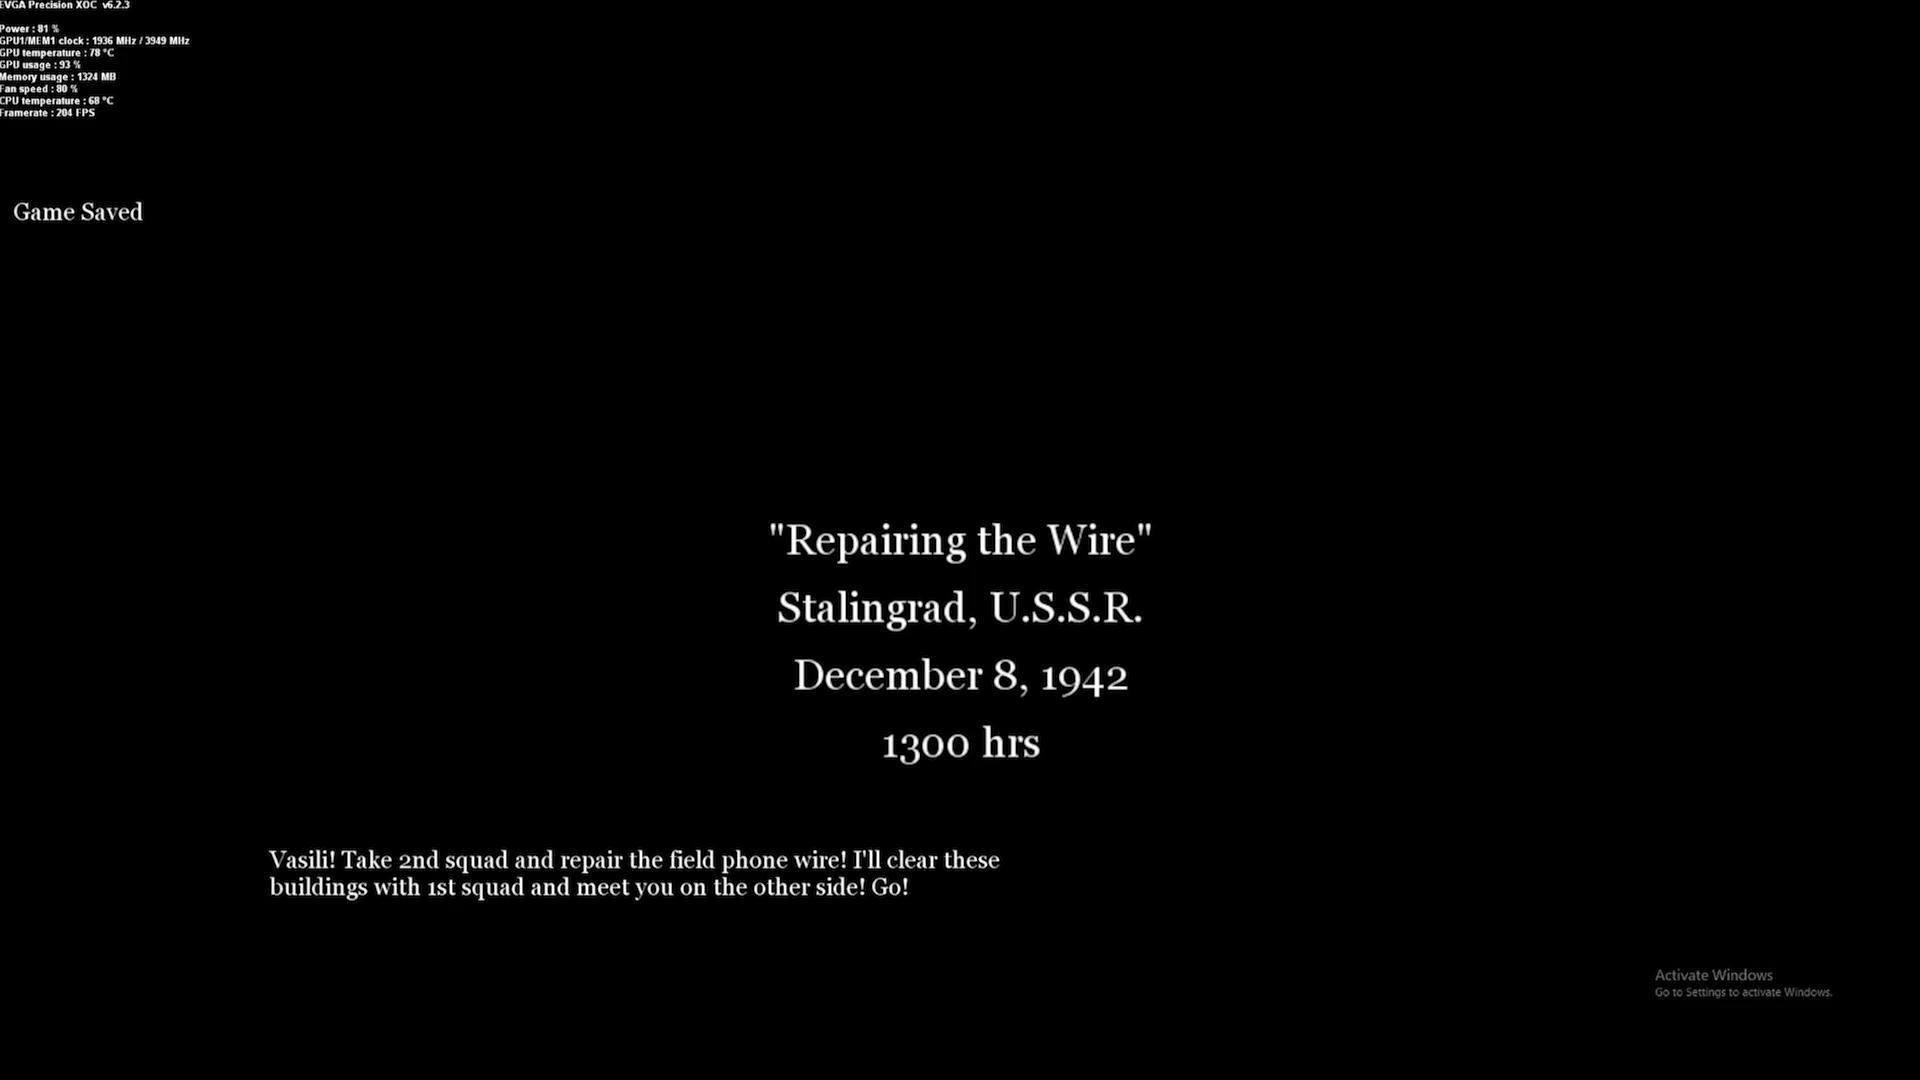 EVGA Precision XOC v6.2.3
Power : 81 %
GPU1/MEM1 clock : 1936 MHz / 3949 MHz
GPU temperature : 78 °C
GPU usage : 93 %
Memory usage : 1324 MB
Fan speed : 80 %
CPU temperature : 68 °C
Framerate : 204 FPS
Game Saved
"Repairing the Wire"
Stalingrad, U.S.S.R.
December 8, 1942
1300 hrs
Vasili! Take 2nd squad and repair the field phone wire! I'll clear these
buildings with 1st squad and meet you on the other side! Go!
Activate Windows
Go to Settings to activate Windows.